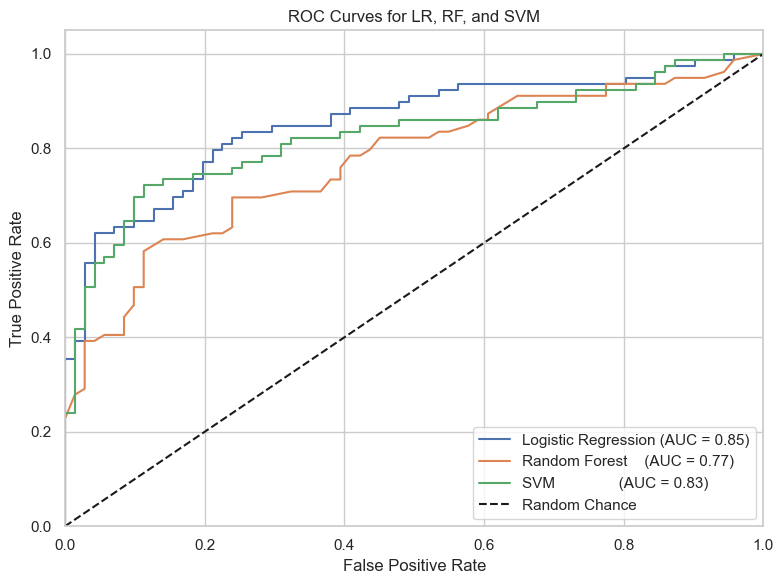 ROC Curves for LR, RF, and SVM
True Positive Rate
1.0
0.8
0.6
0.4
0.2
0.0
0.0 0.2 0.4 0.6 0.8 1.0
False Positive Rate
Logistic Regression (AUC = 0.85)
Random Forest (AUC = 0.77)
SVM (AUC = 0.83)
Random Chance